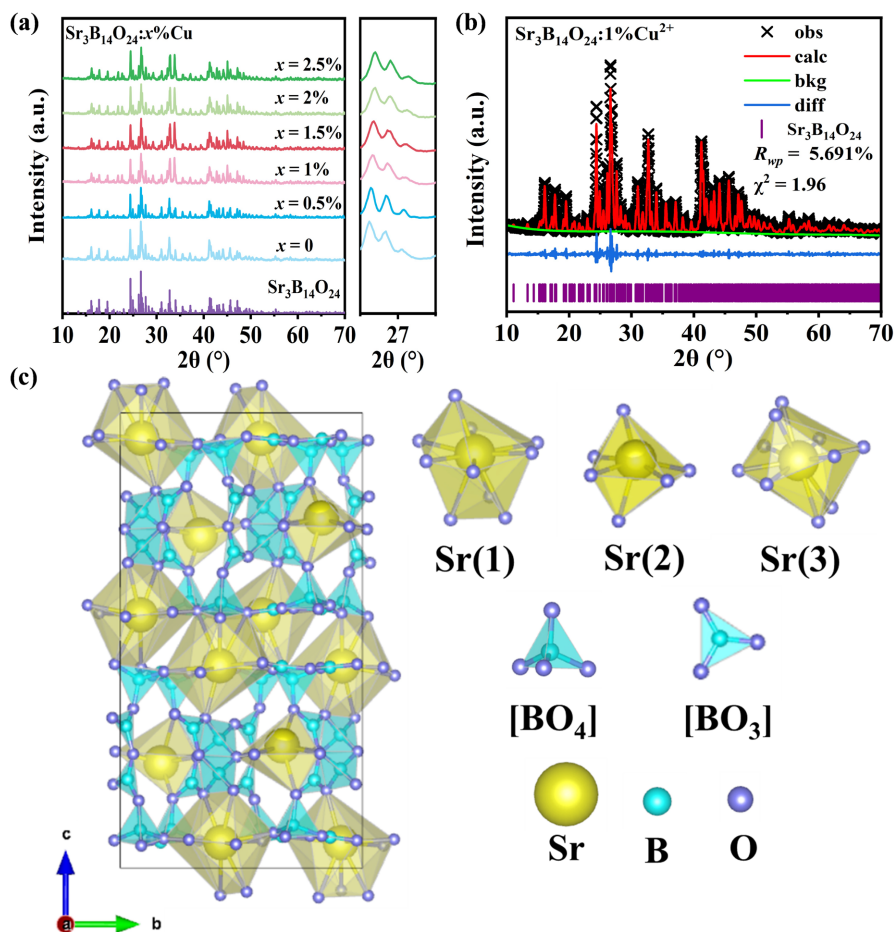 (a)
Sr₃B₁₄O₂₄:x%Cu
x = 2.5%
x = 2%
x = 1.5%
x = 1%
x = 0.5%
x = 0
Sr₃B₁₄O₂₄
Intensity (a.u.)
10 20 30 40 50 60 70
2θ (°)
27
2θ (°)
(b)
Sr₃B₁₄O₂₄:1%Cu²⁺
obs
calc
bkg
diff
Sr₃B₁₄O₂₄
R_wp = 5.691%
χ² = 1.96
Intensity (a.u.)
10 20 30 40 50 60 70
2θ (°)
(c)
Sr(1) Sr(2) Sr(3)
[BO₄] [BO₃]
Sr B O
c
a b